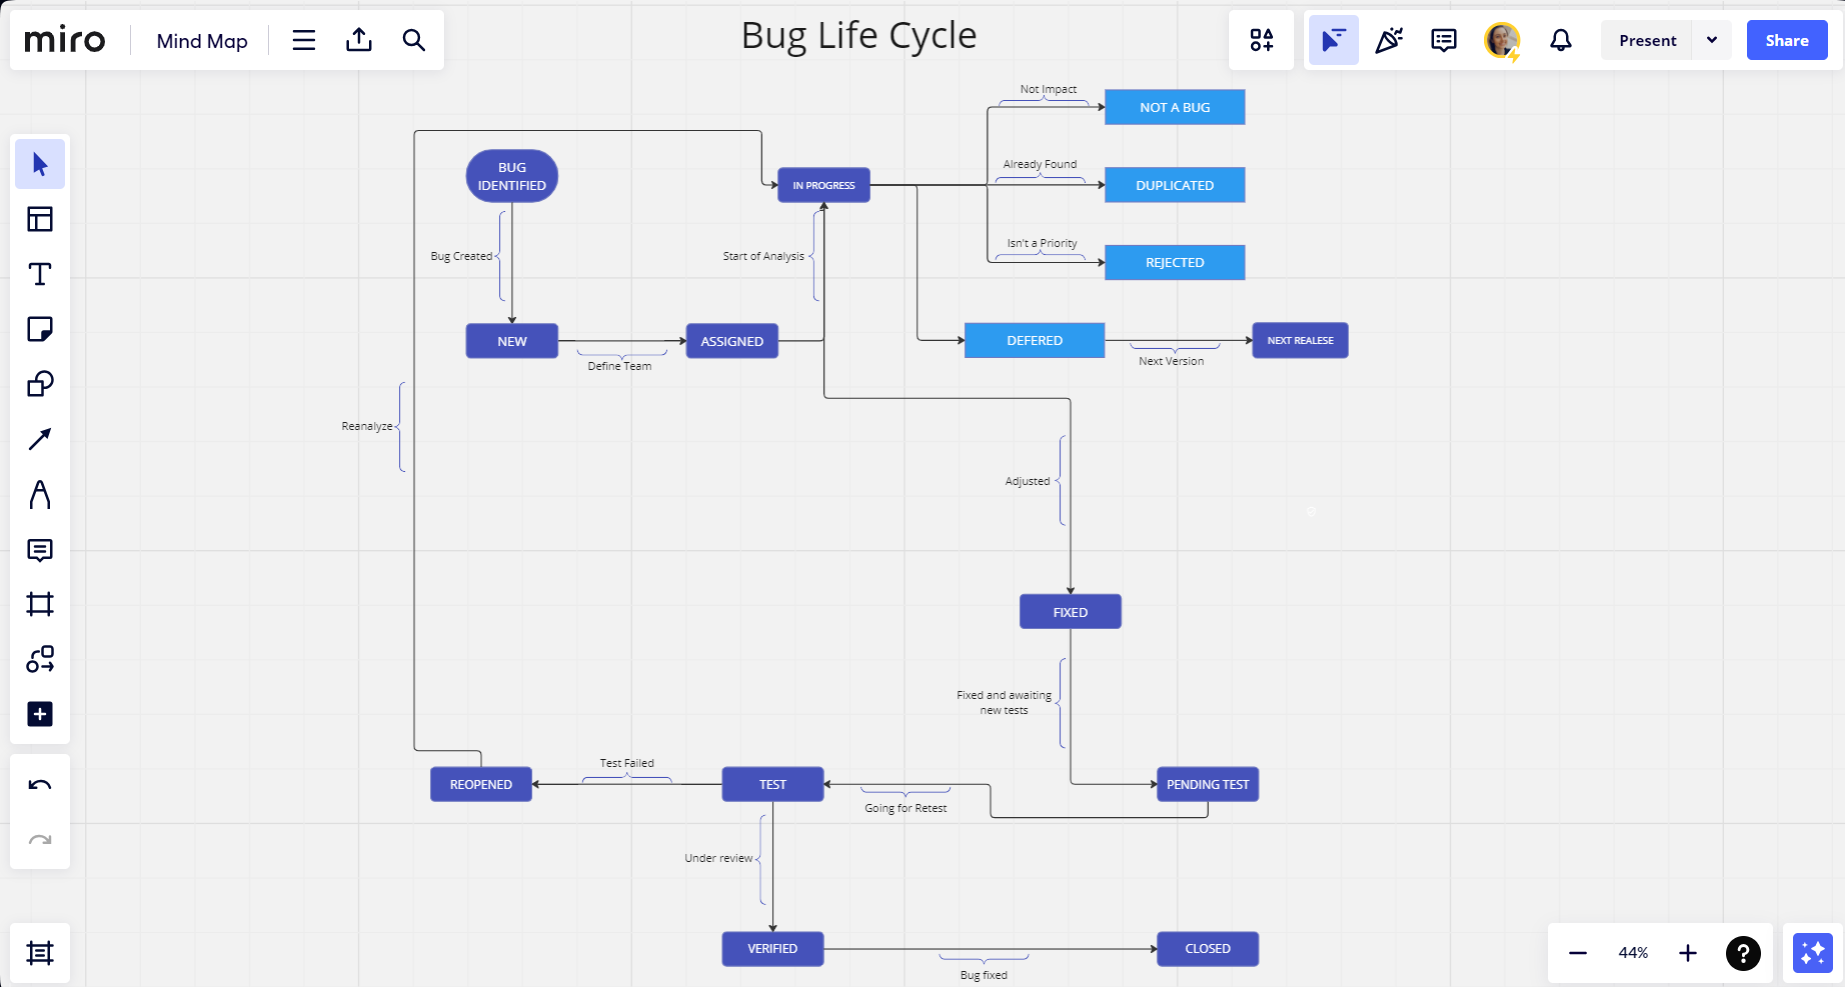 miro
Mind Map
Bug Life Cycle
Present
Share
Not Impact
NOT A BUG
BUG
IDENTIFIED
IN PROGRESS
Already Found
DUPLICATED
Bug Created
Start of Analysis
Isn't a Priority
REJECTED
NEW
ASSIGNED
DEFERED
NEXT REALESE
Define Team
Next Version
Reanalyze
Adjusted
FIXED
Fixed and awaiting
new tests
REOPENED
Test Failed
TEST
Going for Retest
PENDING TEST
Under review
VERIFIED
Bug fixed
CLOSED
44%
?